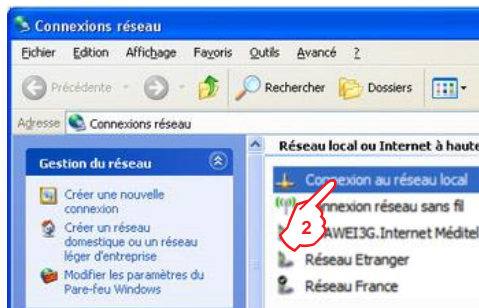 Connexions réseau
Fichier Edition Affichage Favoris Outils Avancé ?
Précédente Rechercher Dossiers
Adresse Connexions réseau
Gestion du réseau
Créer une nouvelle
connexion
Créer un réseau
domestique ou un réseau
léger d'entreprise
Modifier les paramètres du
Pare-feu Windows
Réseau local ou Internet à haute
Connexion au réseau local
nnexion réseau sans fil
2
AWEI3G.Internet Méditel
Réseau Etranger
Réseau France